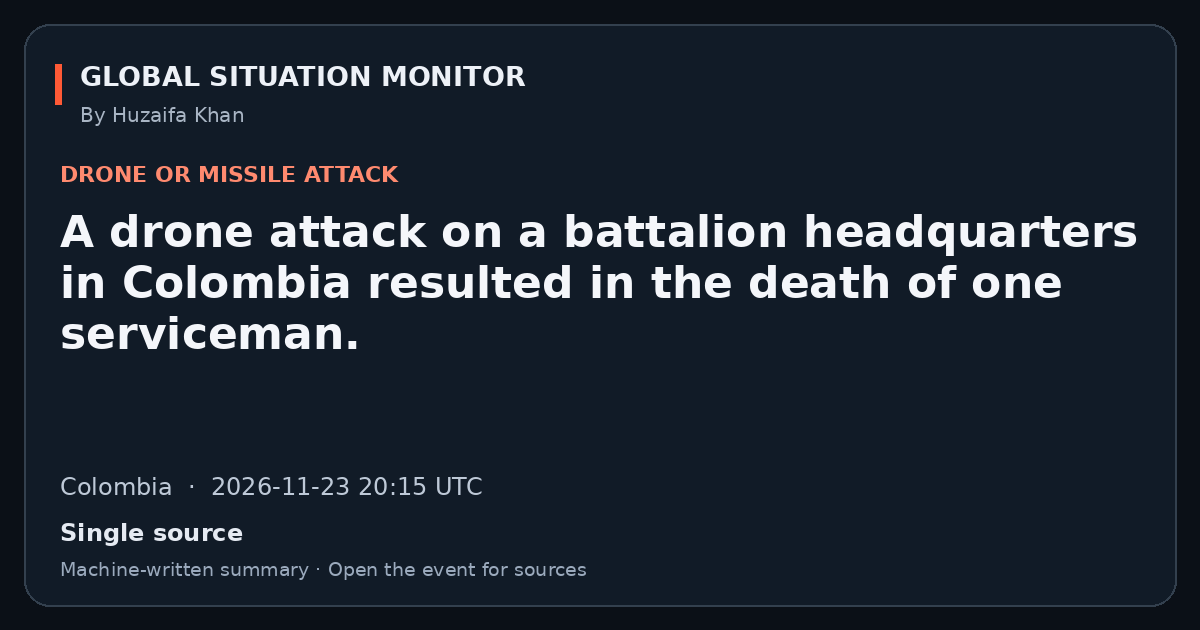 GLOBAL SITUATION MONITOR
By Huzaifa Khan
DRONE OR MISSILE ATTACK
A drone attack on a battalion headquarters
in Colombia resulted in the death of one
serviceman.
Colombia · 2026-11-23 20:15 UTC
Single source
Machine-written summary · Open the event for sources